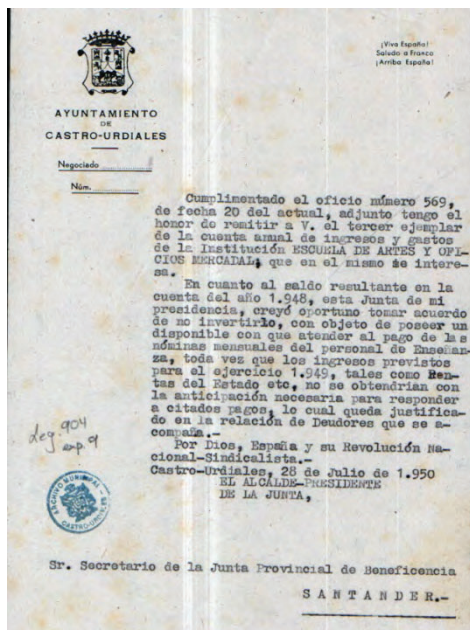 ¡Viva España!
Saludo a Franco
¡Arriba España!
AYUNTAMIENTO
DE
CASTRO-URDIALES
Negociado
Núm.
Cumplimentado el oficio número 569,
de fecha 20 del actual, adjunto tengo el
honor de remitir a V. el tercer ejemplar
de la cuenta anual de ingresos y gastos
de la Institución ESCUELA DE ARTES Y OFI-
CIOS MERCADAL, que en el mismo se intere-
sa.
En cuanto al saldo resultante en la
cuenta del año 1.948, esta Junta de mi
presidencia, creyó oportuno tomar acuerdo
de no invertirlo, con objeto de poseer un
disponible con que atender al pago de las
nóminas mensuales del personal de Enseñan-
za, toda vez que los ingresos previstos
para el ejercicio 1.949, tales como Ren-
tas del Estado etc, no se obtendrian con
la anticipación necesaria para responder
a citados pagos, lo cual queda justifica-
do en la relación de Deudores que se a-
compaña.-
Por Dios, España y su Revolución Na-
cional-Sindicalista.-
Castro-Urdiales, 28 de Julio de 1.950
EL ALCALDE-PRESIDENTE
DE LA JUNTA,
Leg. 904
exp. 9
ARCHIVO MUNICIPAL
CASTRO-URDIALES
Sr. Secretario de la Junta Provincial de Beneficencia
SANTANDER.-